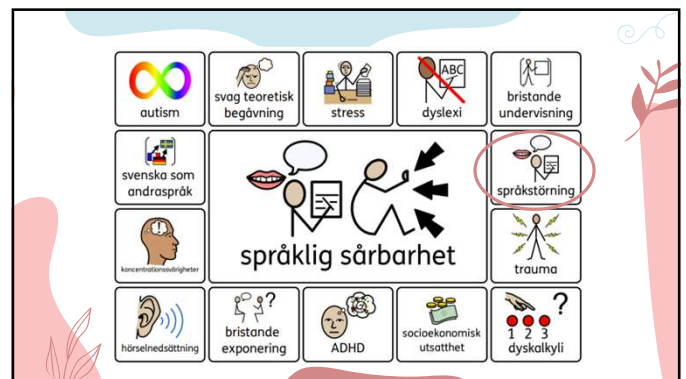 autism
svag teoretisk
begåvning
stress
ABC
dyslexi
bristande
undervisning
svenska som
andraspråk
språklig sårbarhet
språkstörning
koncentrationssvårigheter
trauma
hörselnedsättning
bristande
exponering
ADHD
socioekonomisk
utsatthet
?
1 2 3
dyskalkyli